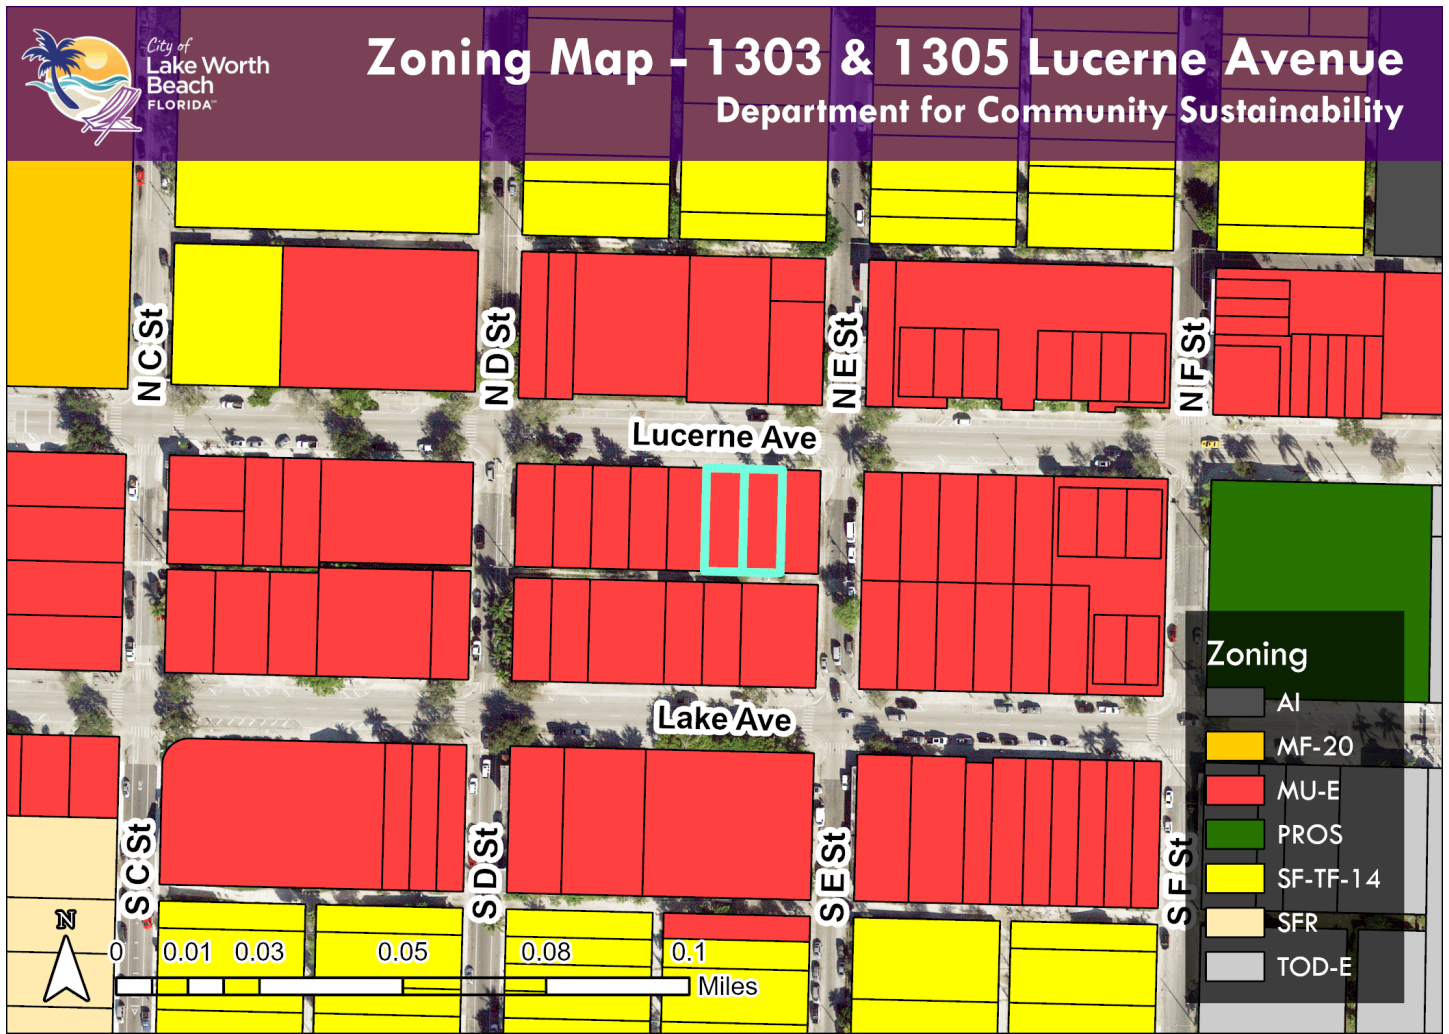 City of
Lake Worth
Beach
FLORIDA™
Zoning Map - 1303 & 1305 Lucerne Avenue
Department for Community Sustainability
N C St
N D St
N E St
N F St
Lucerne Ave
Lake Ave
S C St
S D St
S E St
S F St
Zoning
AI
MF-20
MU-E
PROS
SF-TF-14
SFR
TOD-E
N
0 0.01 0.03 0.05 0.08 0.1
Miles